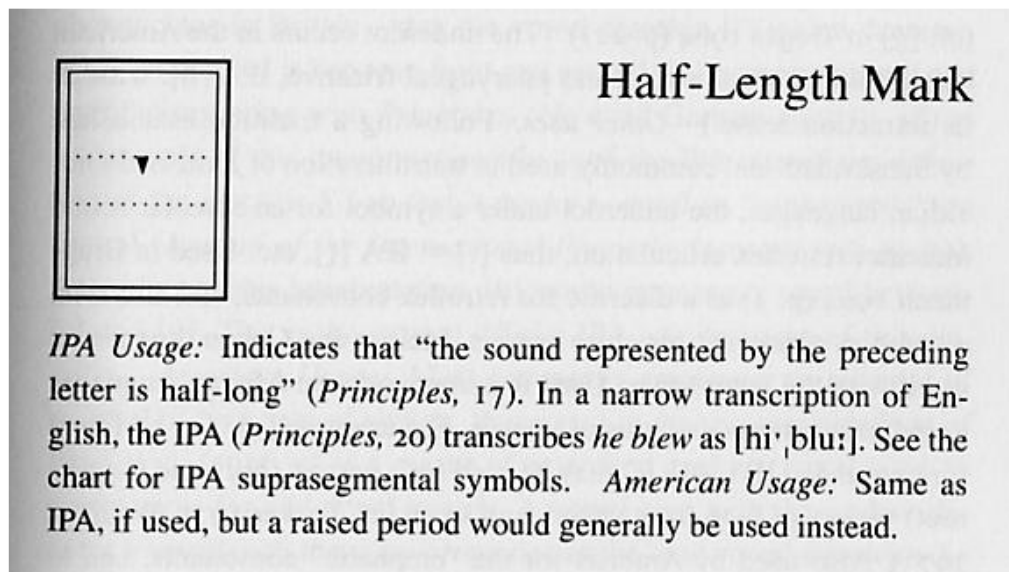 Half-Length Mark
ˑ
IPA Usage: Indicates that “the sound represented by the preceding
letter is half-long” (Principles, 17). In a narrow transcription of En-
glish, the IPA (Principles, 20) transcribes he blew as [hiˑˌbluː]. See the
chart for IPA suprasegmental symbols. American Usage: Same as
IPA, if used, but a raised period would generally be used instead.